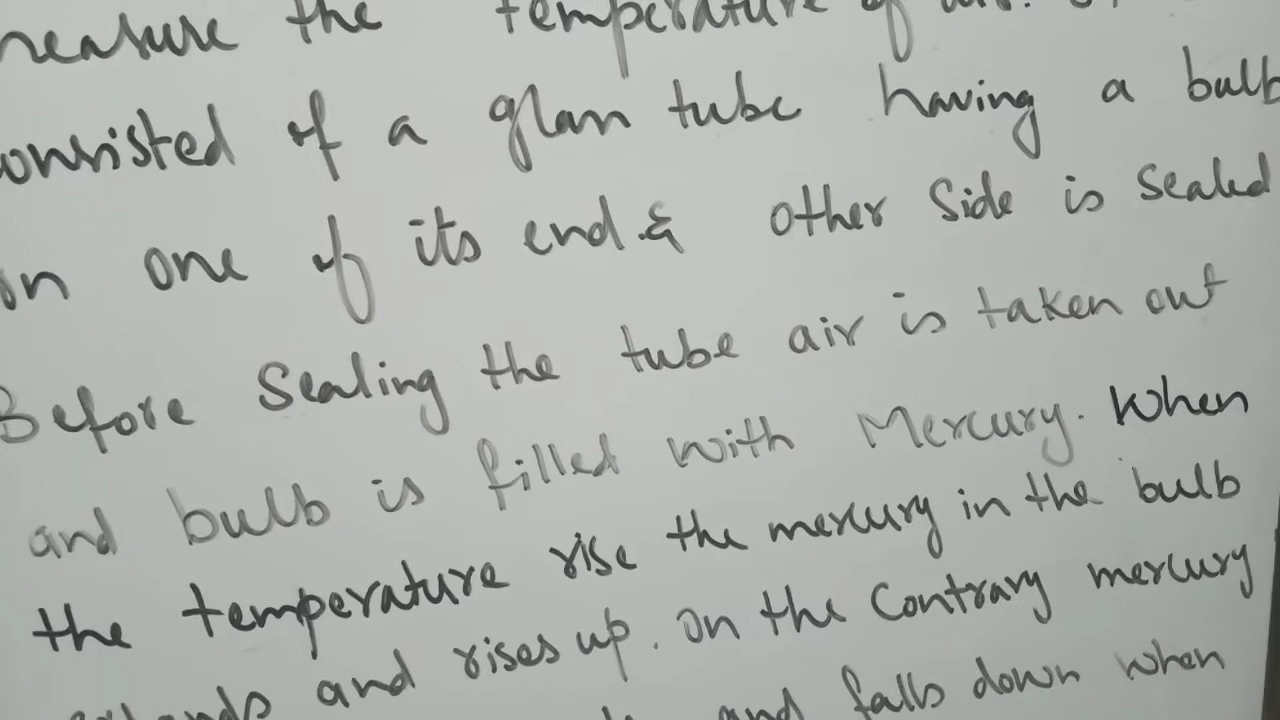 measure the temperature of
consisted of a glass tube having a bulb
on one of its end & other side is sealed
Before Sealing the tube air is taken out
and bulb is filled with Mercury. When
the temperature rise the mercury in the bulb
and rises up. on the Contrary mercury
and falls down when